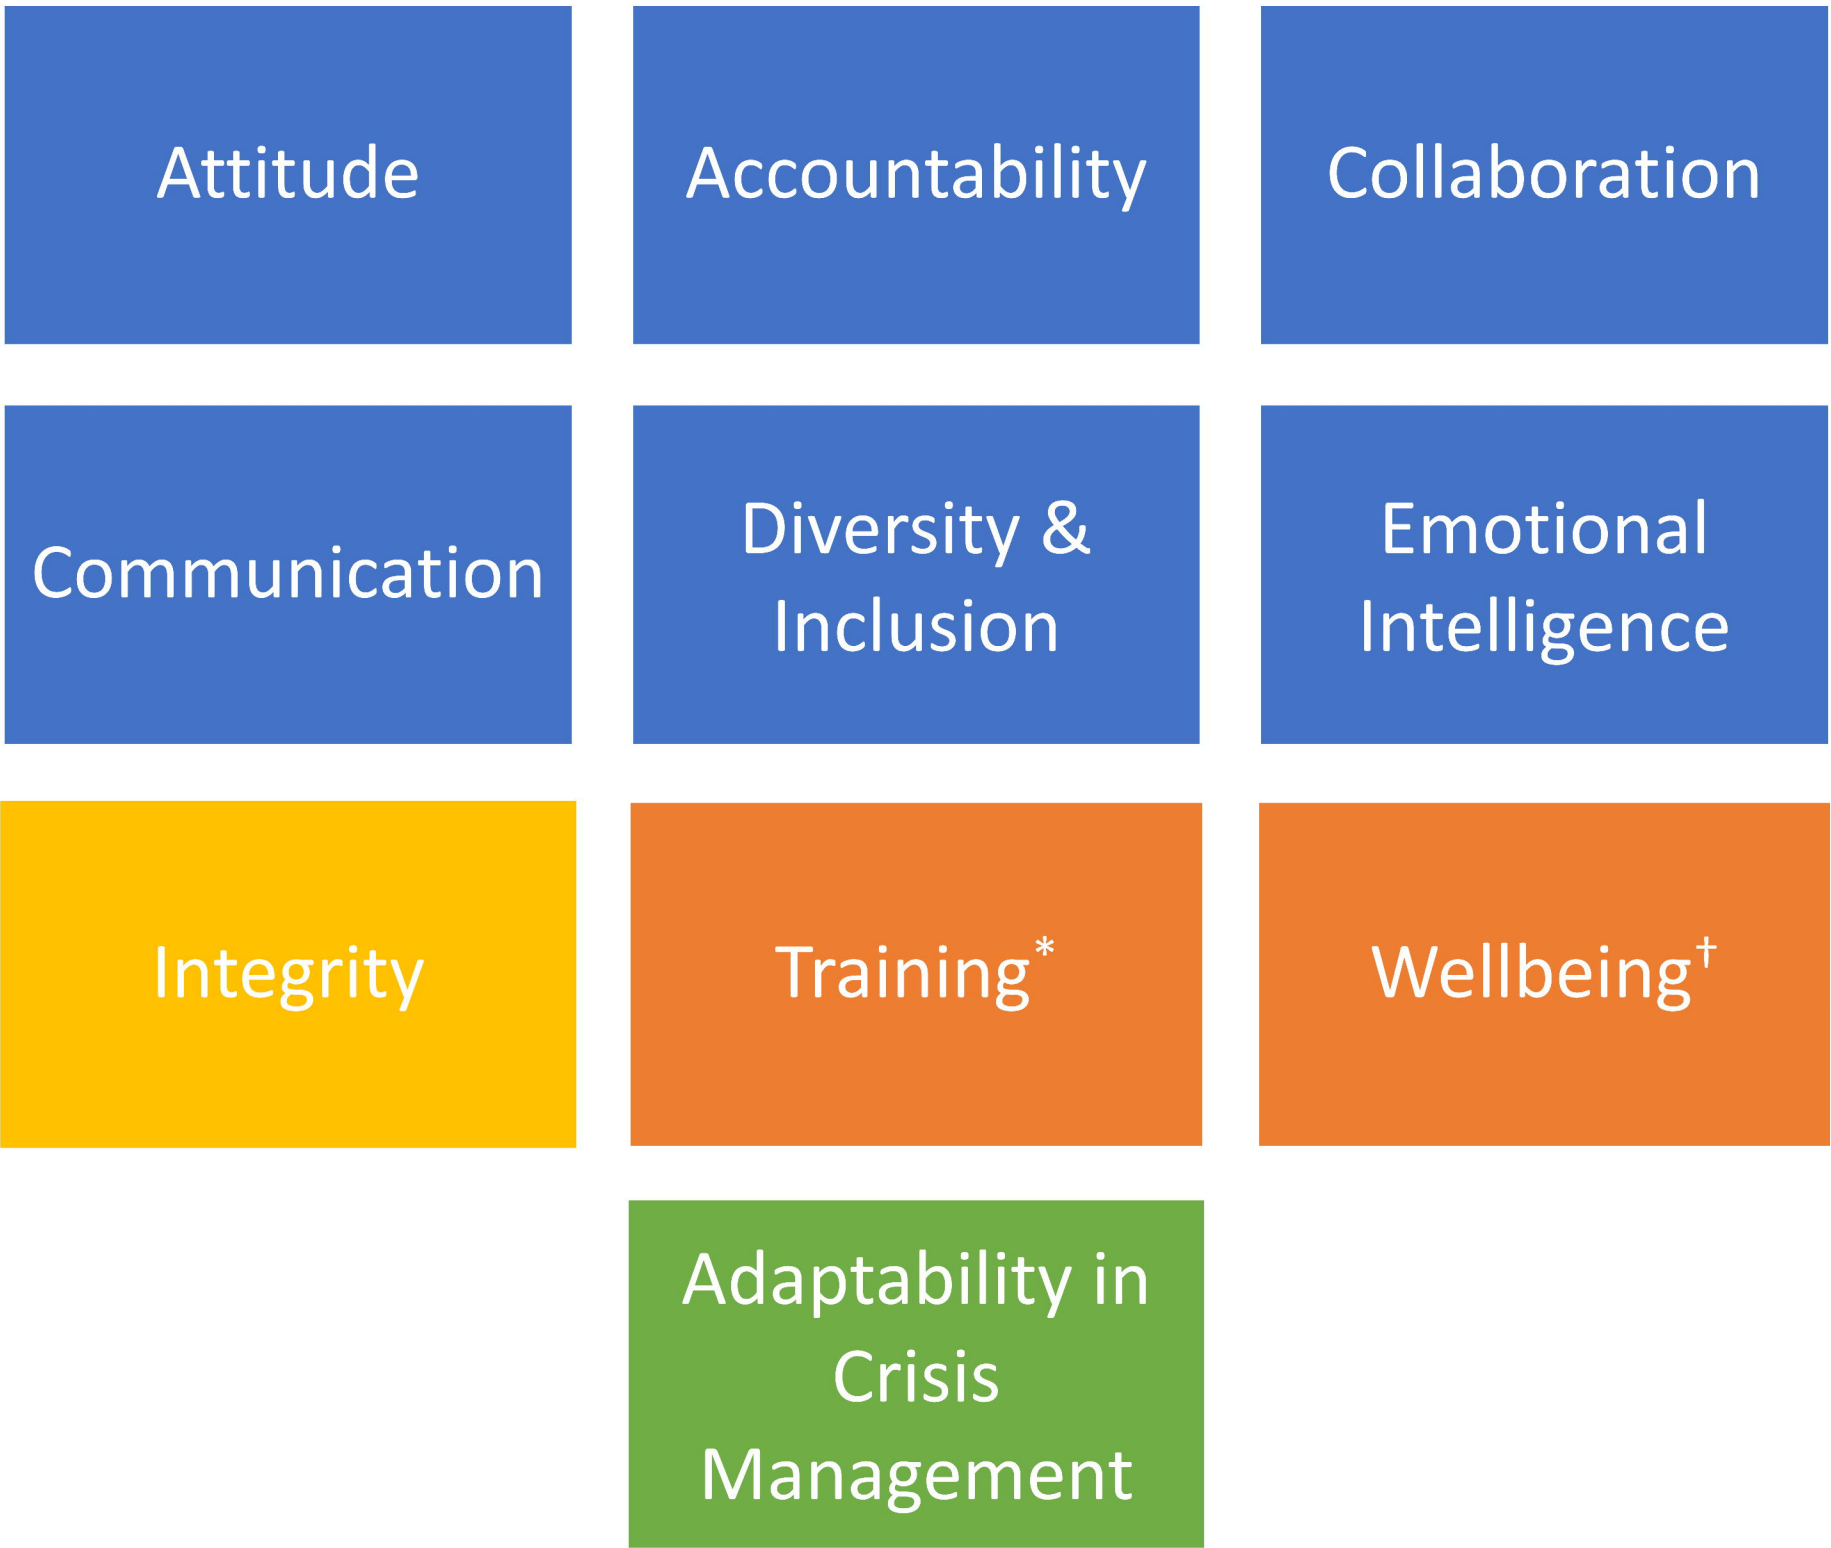 Attitude
Accountability
Collaboration
Communication
Diversity &
Inclusion
Emotional
Intelligence
Integrity
Training*
Wellbeing†
Adaptability in
Crisis
Management